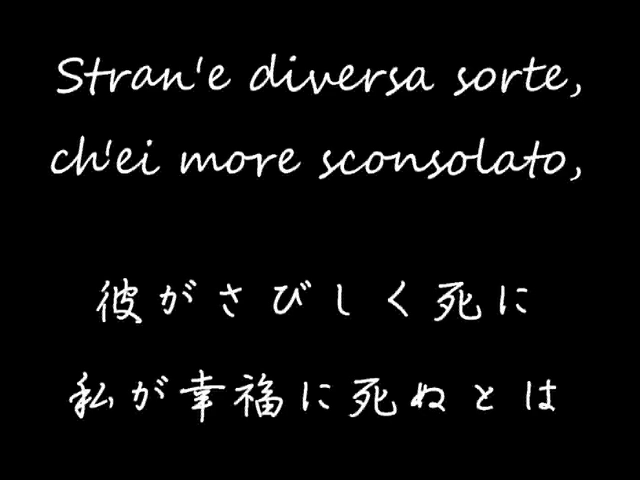 Stran'e diversa sorte,
ch'ei more sconsolato,
彼がさびしく死に
私が幸福に死ぬとは